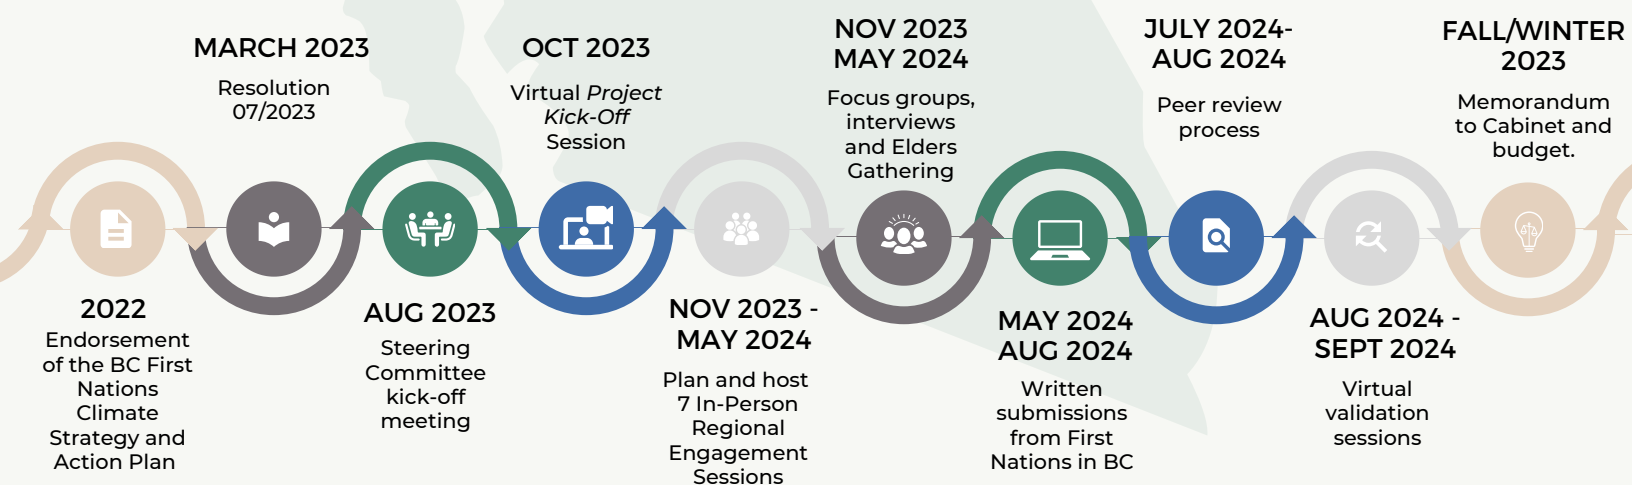 2022
Endorsement
of the BC First
Nations
Climate
Strategy and
Action Plan
MARCH 2023
Resolution
07/2023
AUG 2023
Steering
Committee
kick-off
meeting
OCT 2023
Virtual Project
Kick-Off
Session
NOV 2023 -
MAY 2024
Plan and host
7 In-Person
Regional
Engagement
Sessions
NOV 2023
MAY 2024
Focus groups,
interviews
and Elders
Gathering
MAY 2024
AUG 2024
Written
submissions
from First
Nations in BC
JULY 2024-
AUG 2024
Peer review
process
AUG 2024 -
SEPT 2024
Virtual
validation
sessions
FALL/WINTER
2023
Memorandum
to Cabinet and
budget.